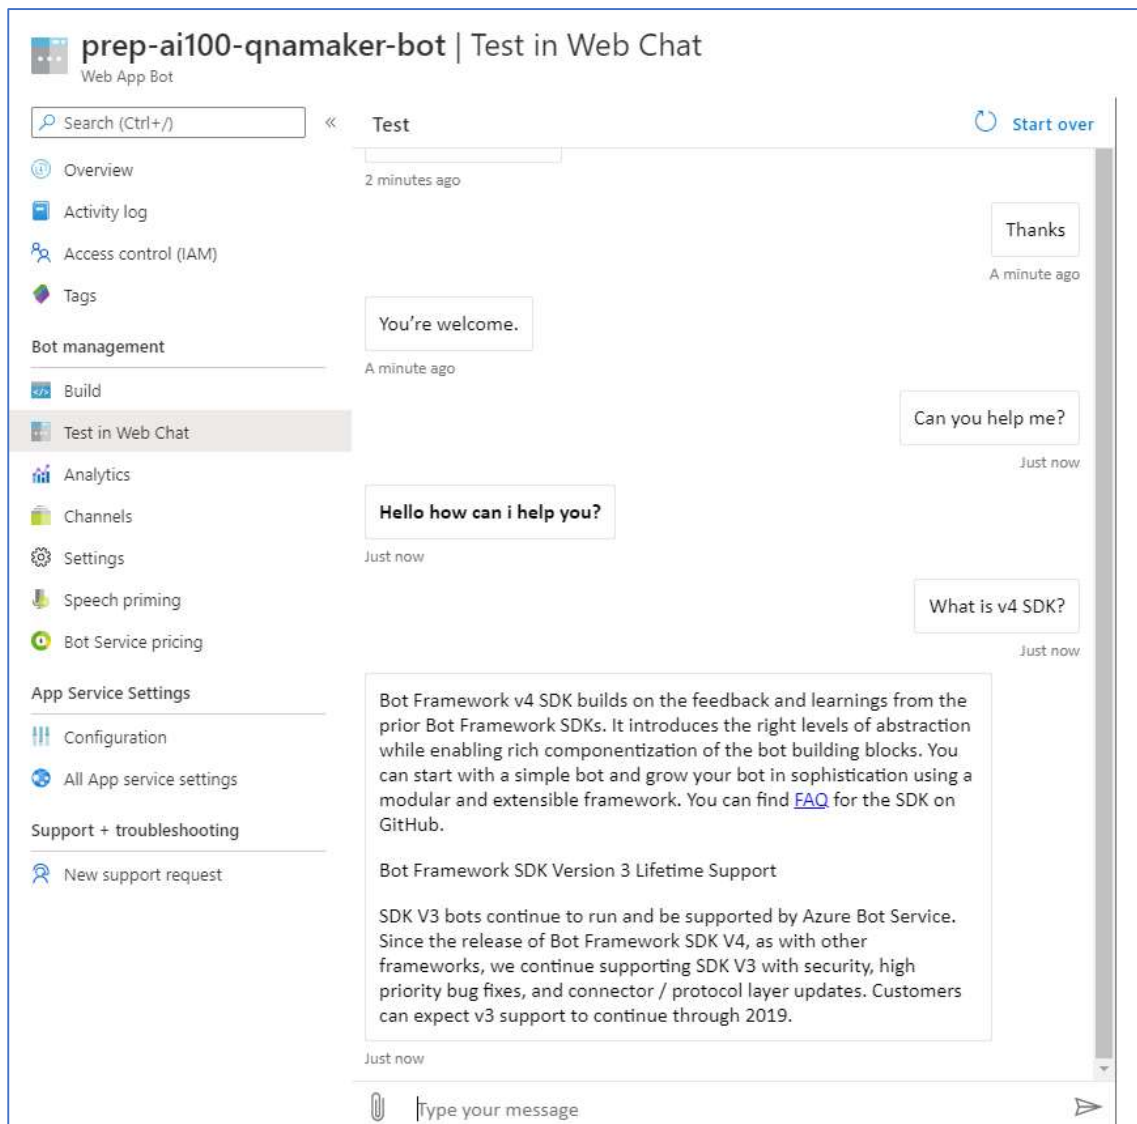 prep-ai100-qnamaker-bot | Test in Web Chat
Web App Bot
Search (Ctrl+/)
«
Overview
Activity log
Access control (IAM)
Tags
Bot management
Build
Test in Web Chat
Analytics
Channels
Settings
Speech priming
Bot Service pricing
App Service Settings
Configuration
All App service settings
Support + troubleshooting
New support request
Test
Start over
2 minutes ago
Thanks
A minute ago
You're welcome.
A minute ago
Can you help me?
Just now
Hello how can i help you?
Just now
What is v4 SDK?
Just now
Bot Framework v4 SDK builds on the feedback and learnings from the
prior Bot Framework SDKs. It introduces the right levels of abstraction
while enabling rich componentization of the bot building blocks. You
can start with a simple bot and grow your bot in sophistication using a
modular and extensible framework. You can find FAQ for the SDK on
GitHub.
Bot Framework SDK Version 3 Lifetime Support
SDK V3 bots continue to run and be supported by Azure Bot Service.
Since the release of Bot Framework SDK V4, as with other
frameworks, we continue supporting SDK V3 with security, high
priority bug fixes, and connector / protocol layer updates. Customers
can expect v3 support to continue through 2019.
Just now
Type your message